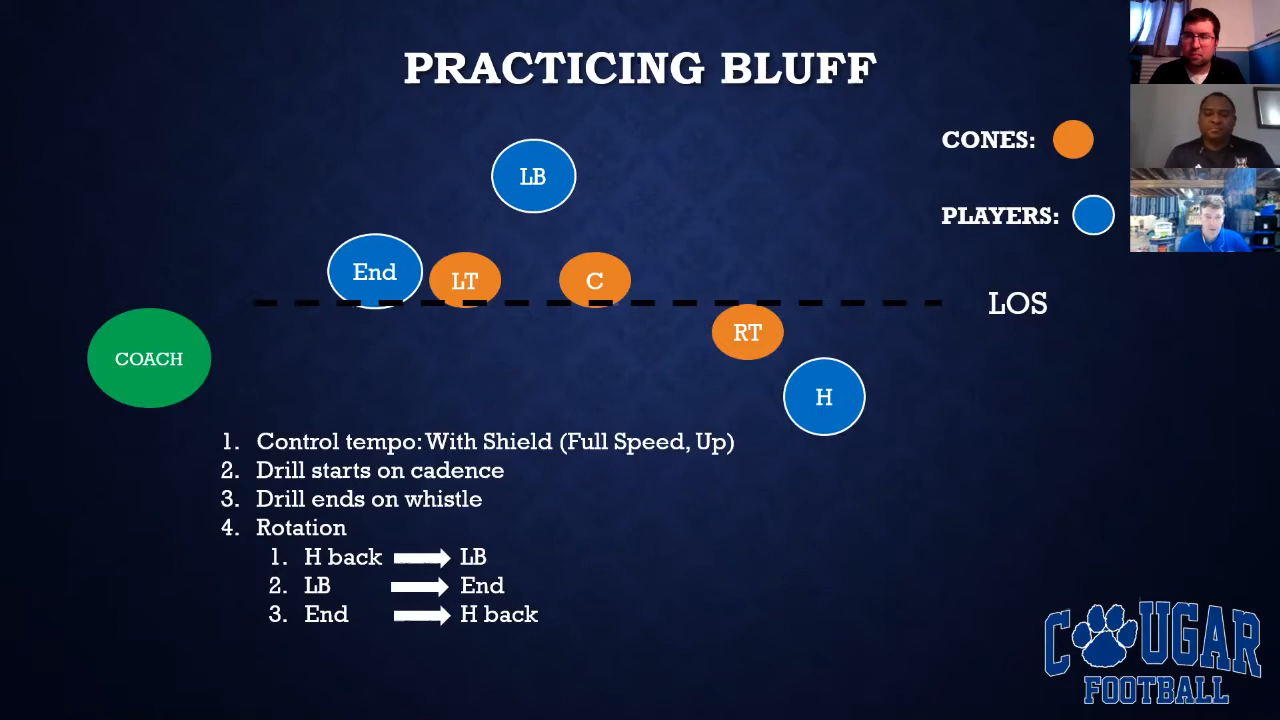 PRACTICING BLUFF
CONES:
LB
PLAYERS:
End
LT
C
LOS
RT
COACH
H
1. Control tempo: With Shield (Full Speed, Up)
2. Drill starts on cadence
3. Drill ends on whistle
4. Rotation
1. H back LB
2. LB End
3. End H back
COUGAR
FOOTBALL